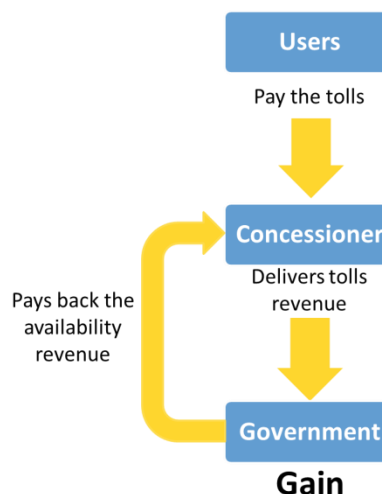 Users
Pay the tolls
Concessioner
Delivers tolls
revenue
Pays back the
availability
revenue
Government
Gain